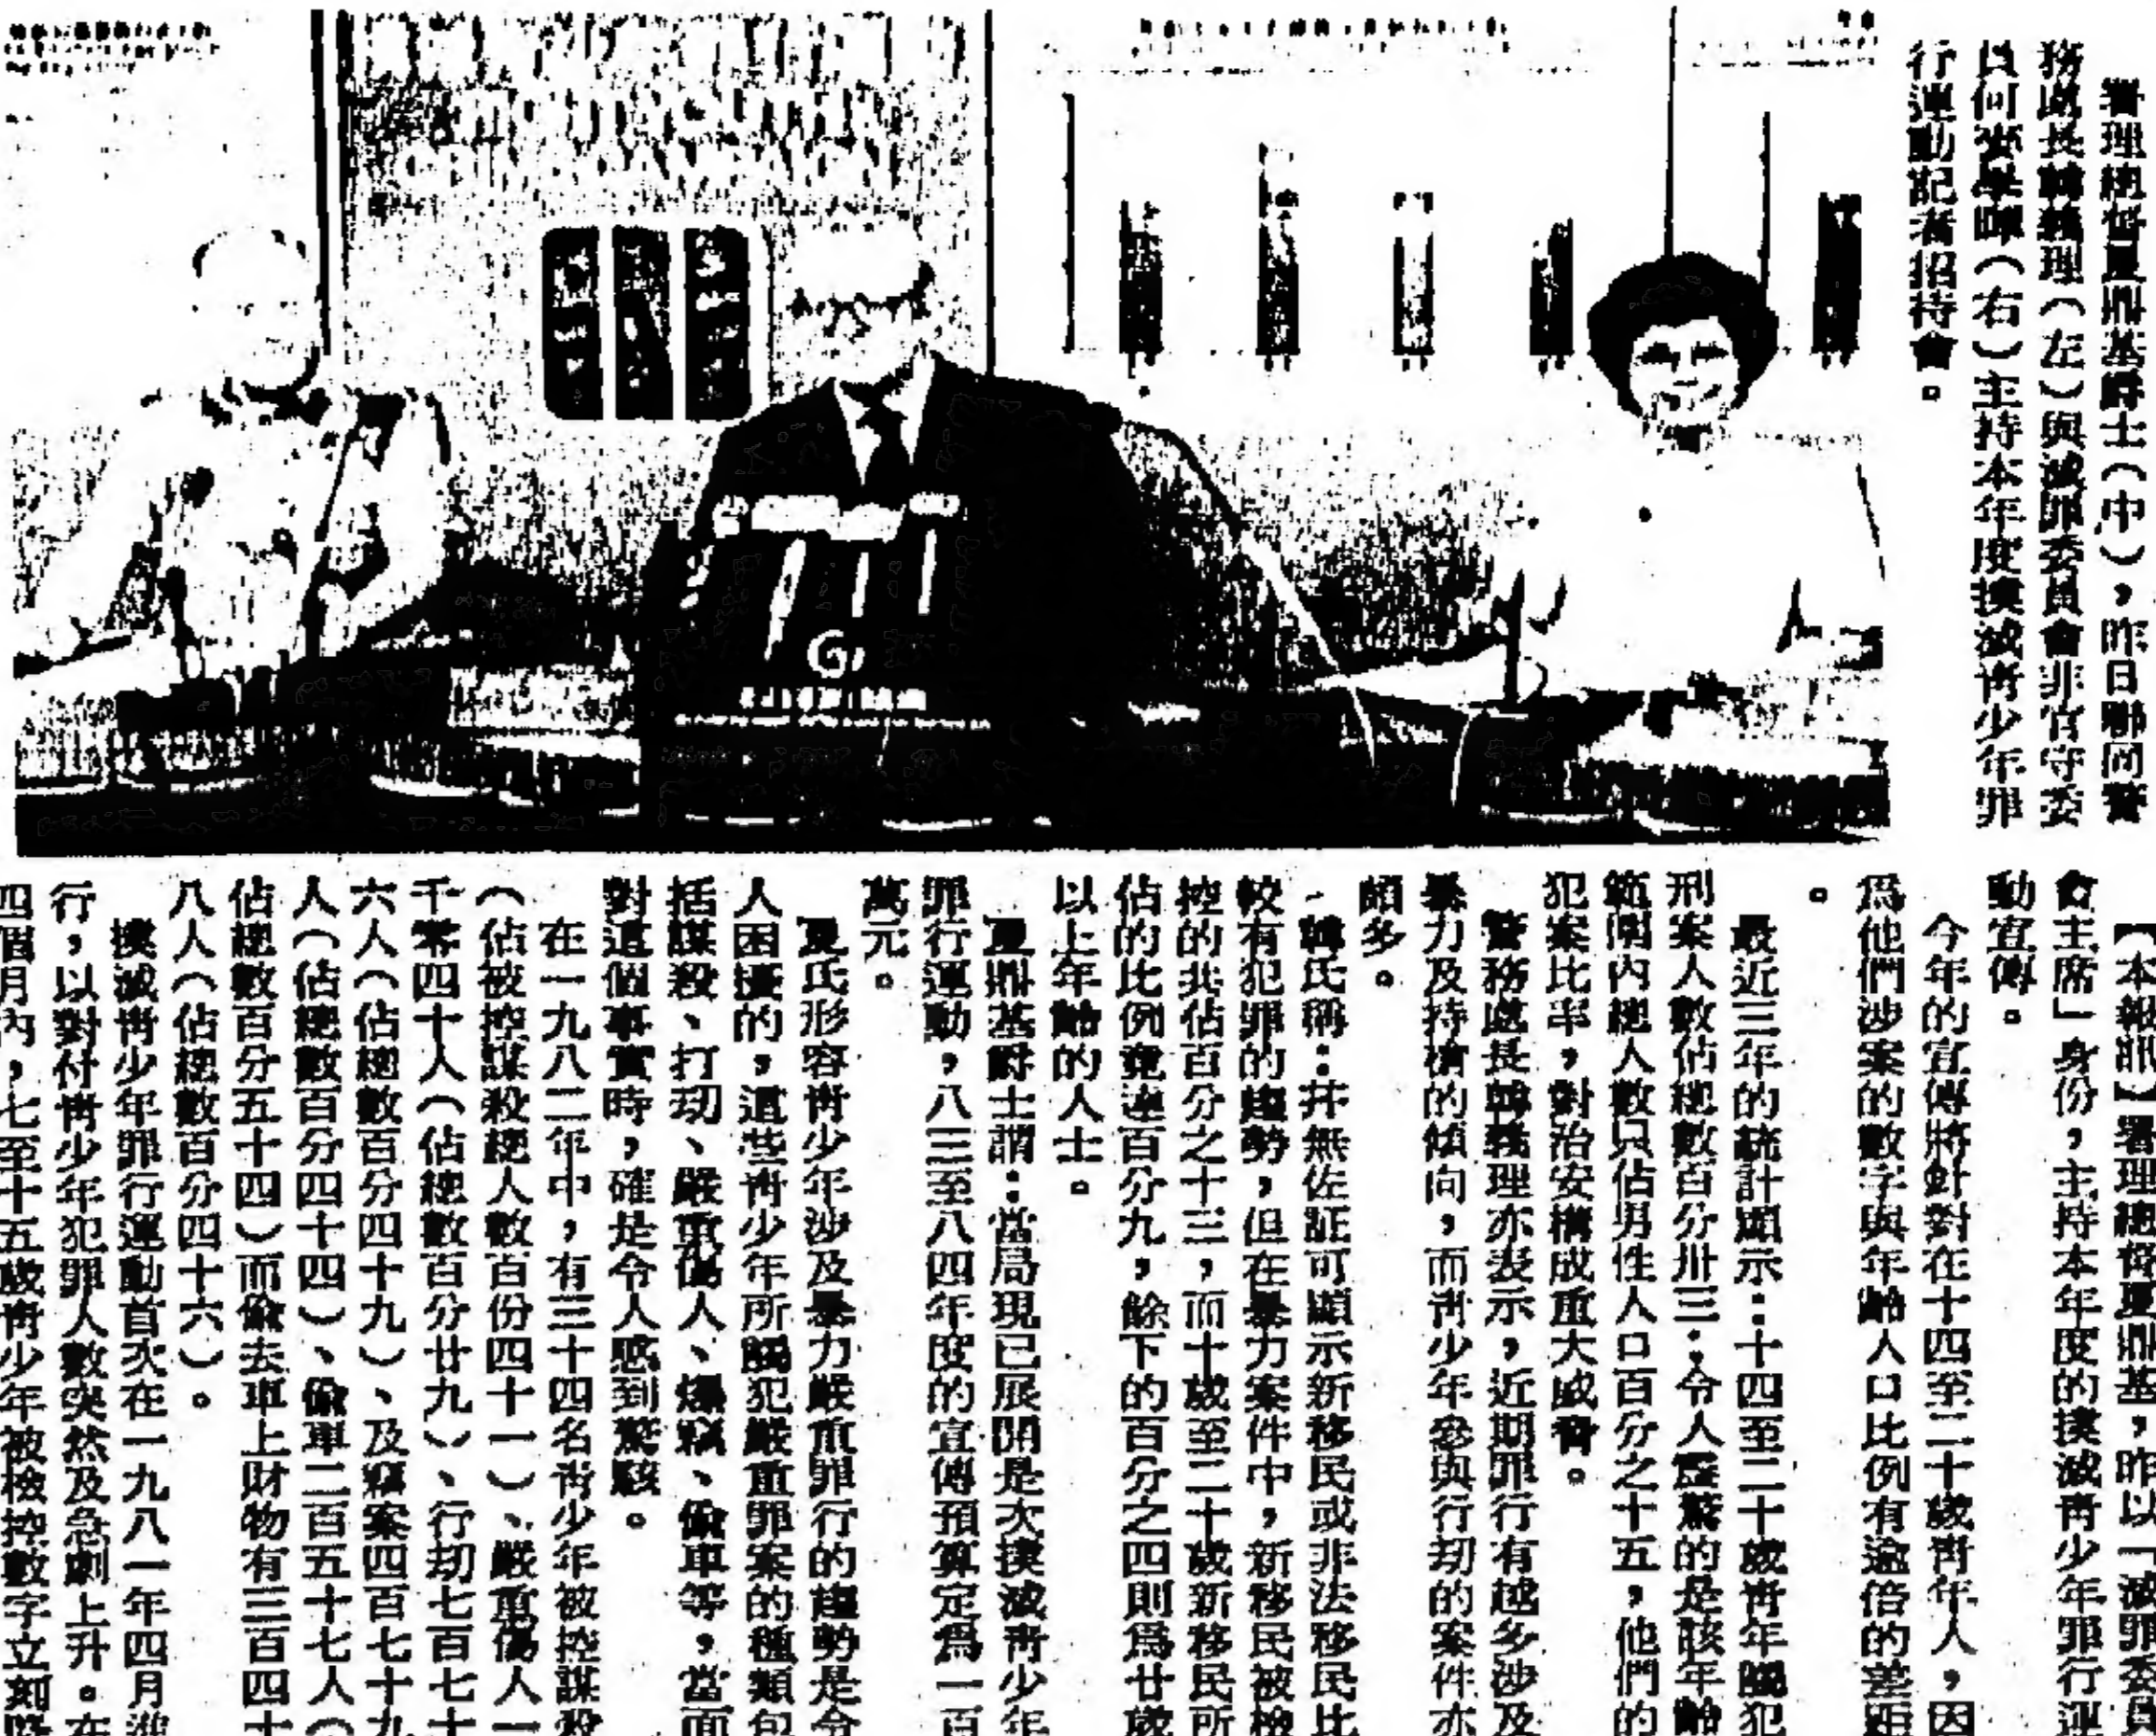 署理總督夏鼎基爵士（中），昨日聯同警
務處長韓義理（左）與滅罪委員會非官守委
員何麥學暉（右）主持本年度撲滅青少年罪
行運動記者招待會。
【本報訊】署理總督夏鼎基，昨以「滅罪委員
會主席」身份，主持本年度的撲滅青少年罪行運
動宣傳。
今年的宣傳將針對在十四至二十歲青年人，因
爲他們涉案的數字與年齡人口比例有逾倍的差距
。
最近三年的統計顯示：十四至二十歲青年觸犯
刑案人數佔總數百分卅三；令人震驚的是該年齡
範圍內總人數只佔男性人口百分之十五，他們的
犯案比率，對治安構成重大威脅。
警務處長韓義理亦表示，近期罪行有越多涉及
暴力及持槍的傾向，而青少年參與行劫的案件亦
頗多。
韓氏稱：幷無佐証可顯示新移民或非法移民比
較有犯罪的趨勢，但在暴力案件中，新移民被檢
控的共佔百分之十三，而十歲至二十歲新移民所
佔的比例竟達百分九，餘下的百分之四則爲廿歲
以上年齡的人士。
夏鼎基爵士謂：當局現已展開是次撲滅青少年
罪行運動，八三至八四年度的宣傳預算定爲一百
萬元。
夏氏形容青少年涉及暴力嚴重罪行的趨勢是令
人困擾的，這些青少年所觸犯嚴重罪案的種類包
括謀殺、打刧、嚴重傷人、爆竊、偷車等，當面
對這個事實時，確是令人感到驚駭。
在一九八二年中，有三十四名青少年被控謀殺
（佔被控謀殺總人數百份四十一）、嚴重傷人一
千零四十人（佔總數百分廿九）、行刧七百七十
六人（佔總數百分四十九）、及竊案四百七十九
人（佔總數百分四十四）、偷車二百五十七人（
佔總數百分五十四）而偷去車上財物有三百四十
八人（佔總數百分四十六）。
撲滅青少年罪行運動首次在一九八一年四月進
行，以對付青少年犯罪人數突然及急劇上升。在
四個月內，七至十五歲青少年被檢控數字立刻